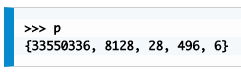 >>> p
{33550336, 8128, 28, 496, 6}